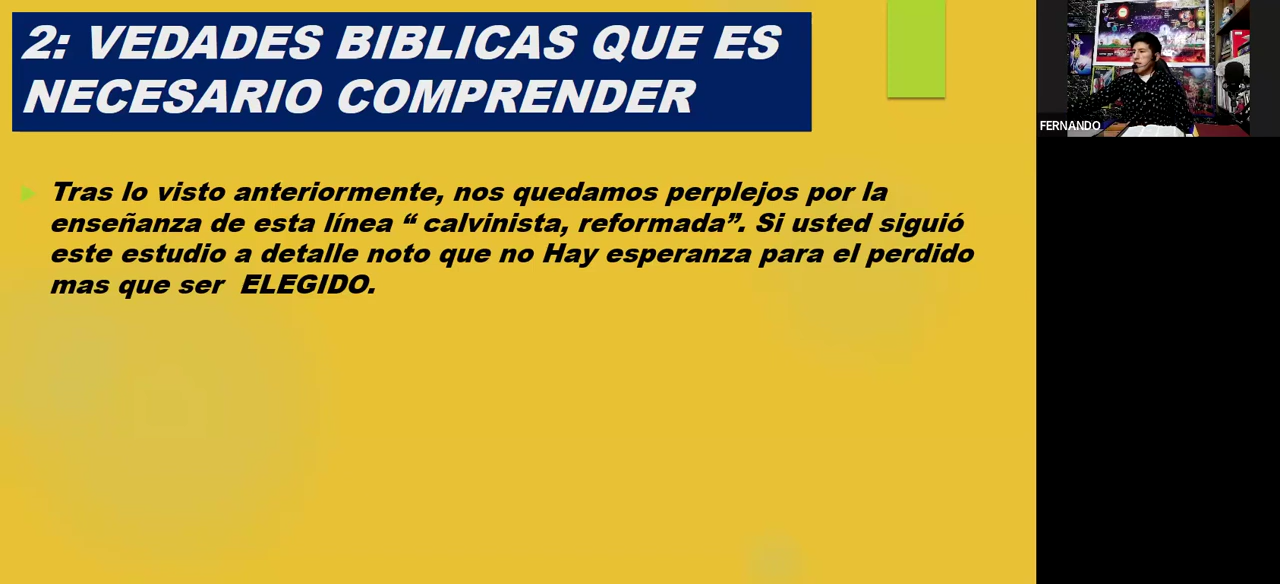 2: VEDADES BIBLICAS QUE ES
NECESARIO COMPRENDER
Tras lo visto anteriormente, nos quedamos perplejos por la
enseñanza de esta línea “ calvinista, reformada”. Si usted siguió
este estudio a detalle noto que no Hay esperanza para el perdido
mas que ser ELEGIDO.
FERNANDO